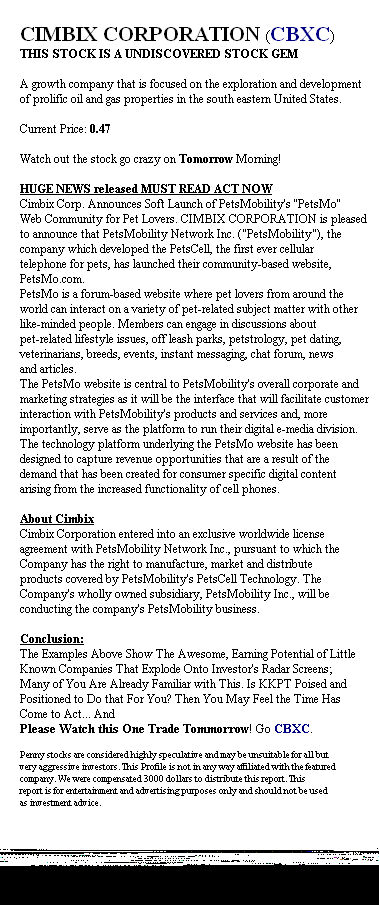 CIMBIX CORPORATION (CBXC)
THIS STOCK IS A UNDISCOVERED STOCK GEM
A growth company that is focused on the exploration and development
of prolific oil and gas properties in the south eastern United States.
Current Price: 0.47
Watch out the stock go crazy on Tomorrow Morning!
HUGE NEWS released MUST READ ACT NOW
Cimbix Corp. Announces Soft Launch of PetsMobility's "PetsMo"
Web Community for Pet Lovers. CIMBIX CORPORATION is pleased
to announce that PetsMobility Network Inc. ("PetsMobility"), the
company which developed the PetsCell, the first ever cellular
telephone for pets, has launched their community-based website,
PetsMo.com.
PetsMo is a forum-based website where pet lovers from around the
world can interact on a variety of pet-related subject matter with other
like-minded people. Members can engage in discussions about
pet-related lifestyle issues, off leash parks, petstrology, pet dating,
veterinarians, breeds, events, instant messaging, chat forum, news
and articles.
The PetsMo website is central to PetsMobility's overall corporate and
marketing strategies as it will be the interface that will facilitate customer
interaction with PetsMobility's products and services and, more
importantly, serve as the platform to run their digital e-media division.
The technology platform underlying the PetsMo website has been
designed to capture revenue opportunities that are a result of the
demand that has been created for consumer specific digital content
arising from the increased functionality of cell phones.
About Cimbix
Cimbix Corporation entered into an exclusive worldwide license
agreement with PetsMobility Network Inc., pursuant to which the
Company has the right to manufacture, market and distribute
products covered by PetsMobility's PetsCell Technology. The
Company's wholly owned subsidiary, PetsMobility Inc., will be
conducting the company's PetsMobility business.
Conclusion:
The Examples Above Show The Awesome, Earning Potential of Little
Known Companies That Explode Onto Investor's Radar Screens;
Many of You Are Already Familiar with This. Is KKPT Poised and
Positioned to Do that For You? Then You May Feel the Time Has
Come to Act... And
Please Watch this One Trade Tommorrow! Go CBXC.
Penny stocks are considered highly speculative and may be unsuitable for all but
very aggressive investors. This Profile is not in any way affiliated with the featured
company. We were compensated 3000 dollars to distribute this report. This
report is for entertainment and advertising purposes only and should not be used
as investment advice.